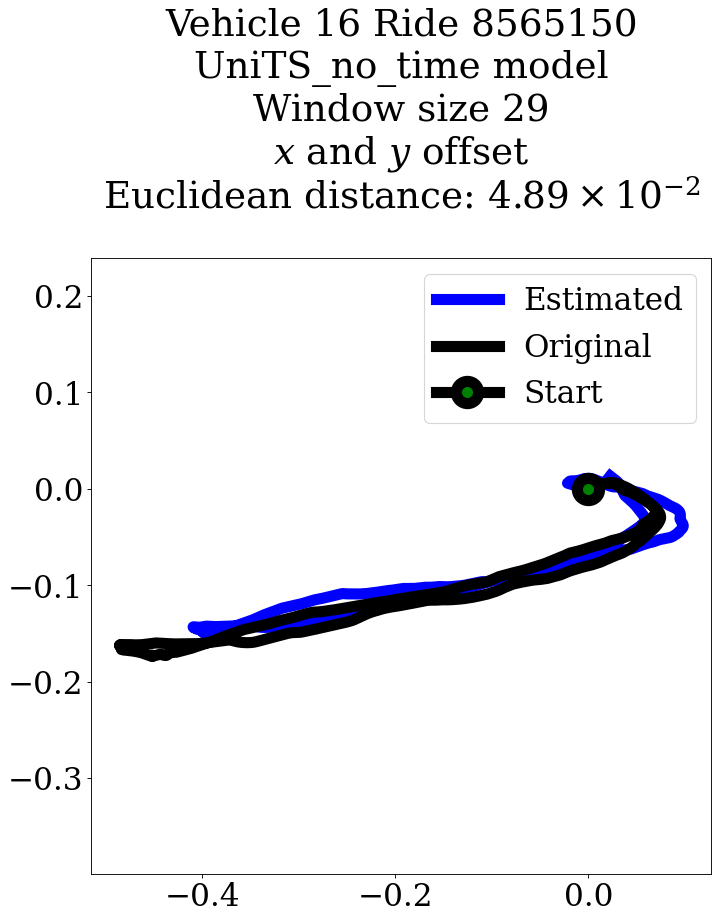 Vehicle 16 Ride 8565150
UniTS_no_time model
Window size 29
x and y offset
Euclidean distance: 4.89 × 10⁻²
Estimated
Original
Start
0.2
0.1
0.0
−0.1
−0.2
−0.3
−0.4 −0.2 0.0